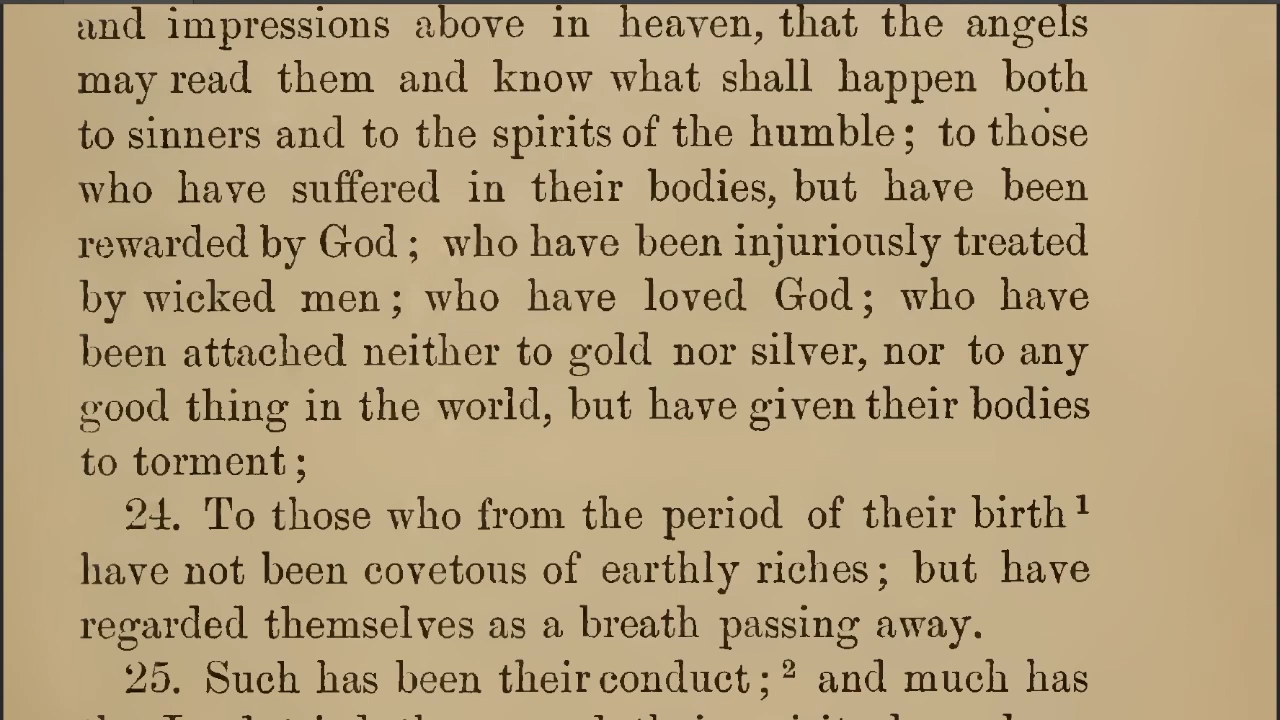 and impressions above in heaven, that the angels
may read them and know what shall happen both
to sinners and to the spirits of the humble; to those
who have suffered in their bodies, but have been
rewarded by God; who have been injuriously treated
by wicked men; who have loved God; who have
been attached neither to gold nor silver, nor to any
good thing in the world, but have given their bodies
to torment;
24. To those who from the period of their birth¹
have not been covetous of earthly riches; but have
regarded themselves as a breath passing away.
25. Such has been their conduct;² and much has